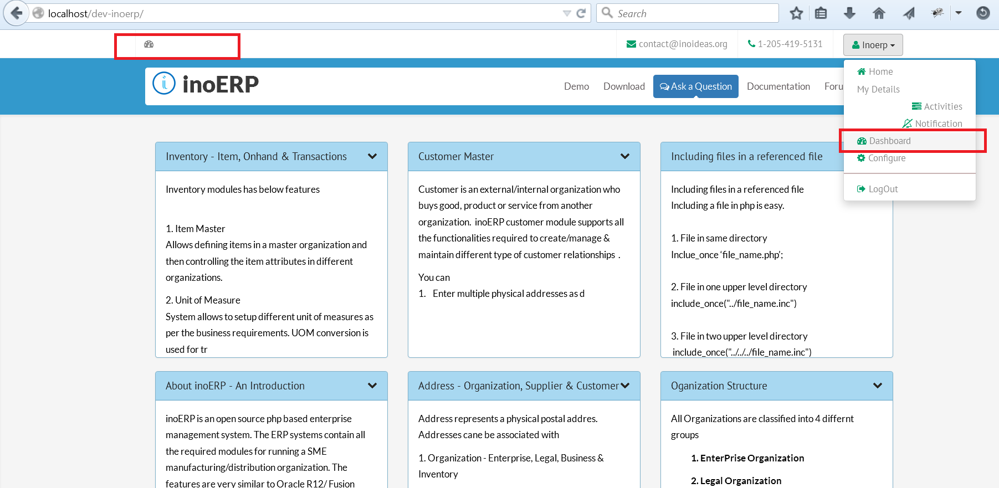 localhost/dev-inoerp/
Search
contact@inoideas.org
1-205-419-5131
Inoerp
inoERP
Demo
Download
Ask a Question
Documentation
Foru
Home
My Details
Activities
Notification
Dashboard
Configure
LogOut
Inventory - Item, Onhand & Transactions
Inventory modules has below features
1. Item Master
Allows defining items in a master organization and
then controlling the item attributes in different
organizations.
2. Unit of Measure
System allows to setup different unit of measures as
per the business requirements. UOM conversion is
used for tr
Customer Master
Customer is an external/internal organization who
buys good, product or service from another
organization.  inoERP customer module supports all
the functionalities required to create/manage &
maintain different type of customer relationships  .
You can
1.   Enter multiple physical addresses as d
Including files in a referenced file
Including files in a referenced file
Including a file in php is easy.
1. File in same directory
Inclue_once ‘file_name.php’;
2. File in one upper level directory
include_once("../file_name.inc")
3. File in two upper level directory
include_once("../../../file_name.inc")
About inoERP - An Introduction
inoERP is an open source php based enterprise
management system. The ERP systems contain all
the required modules for running a SME
manufacturing/distribution organization. The
features are very similar to Oracle R12/ Fusion
Address - Organization, Supplier & Customer
Address represents a physical postal addres.
Addresses cane be associated with
1. Organization - Enterprise, Legal, Business &
Inventory
Oganization Structure
All Organizations are classified into 4 differnt
groups
1. EnterPrise Organization
2. Legal Organization